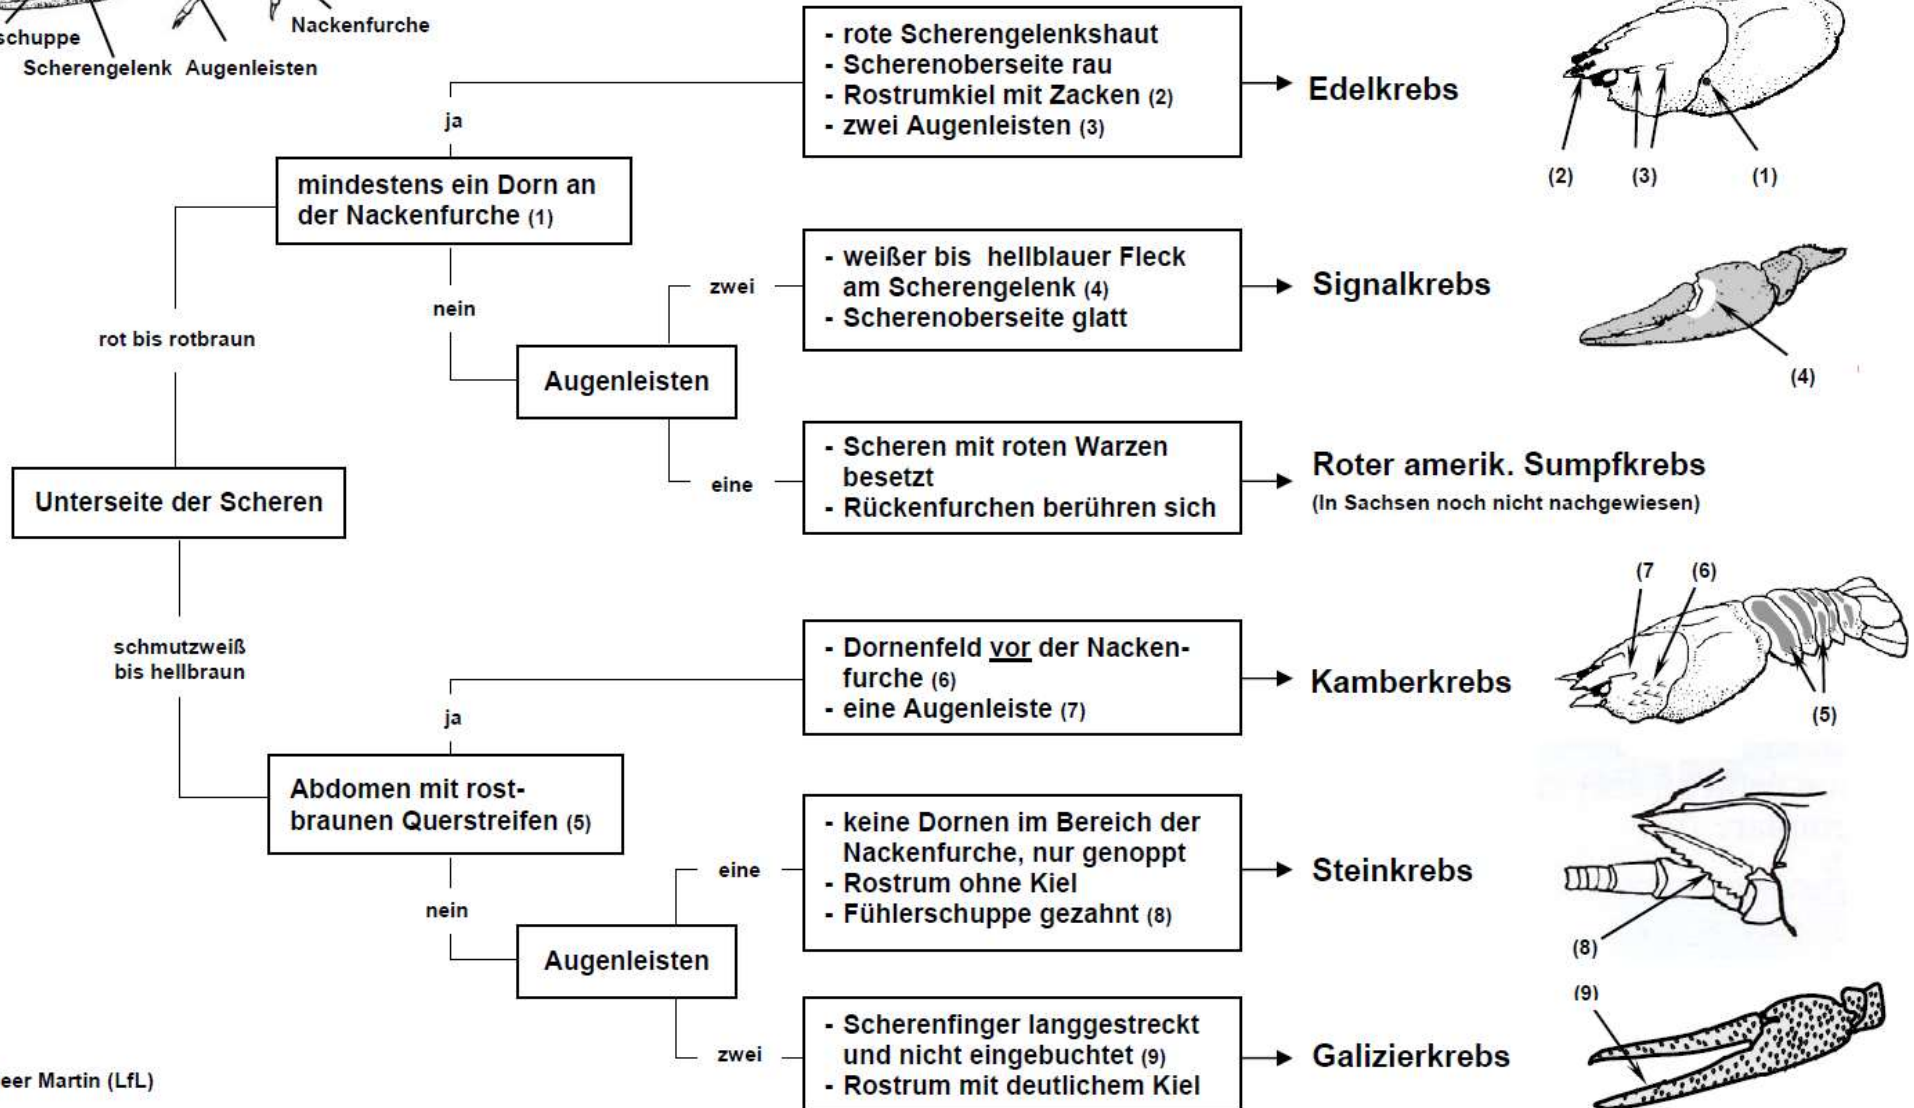 Nackenfurche
schuppe
Scherengelenk Augenleisten
- rote Scherengelenkshaut
- Scherenoberseite rau
- Rostrumkiel mit Zacken (2)
- zwei Augenleisten (3)
Edelkrebs
(2) (3) (1)
ja
mindestens ein Dorn an
der Nackenfurche (1)
nein
rot bis rotbraun
zwei
- weißer bis hellblauer Fleck
am Scherengelenk (4)
- Scherenoberseite glatt
Signalkrebs
(4)
Augenleisten
eine
- Scheren mit roten Warzen
besetzt
- Rückenfurchen berühren sich
Roter amerik. Sumpfkrebs
(In Sachsen noch nicht nachgewiesen)
Unterseite der Scheren
schmutzweiß
bis hellbraun
ja
- Dornenfeld vor der Nacken-
furche (6)
- eine Augenleiste (7)
Kamberkrebs
(7 (6)
(5)
Abdomen mit rost-
braunen Querstreifen (5)
nein
eine
- keine Dornen im Bereich der
Nackenfurche, nur genoppt
- Rostrum ohne Kiel
- Fühlerschuppe gezahnt (8)
Steinkrebs
(8)
Augenleisten
zwei
- Scherenfinger langgestreckt
und nicht eingebuchtet (9)
- Rostrum mit deutlichem Kiel
Galizierkrebs
(9)
eer Martin (LfL)